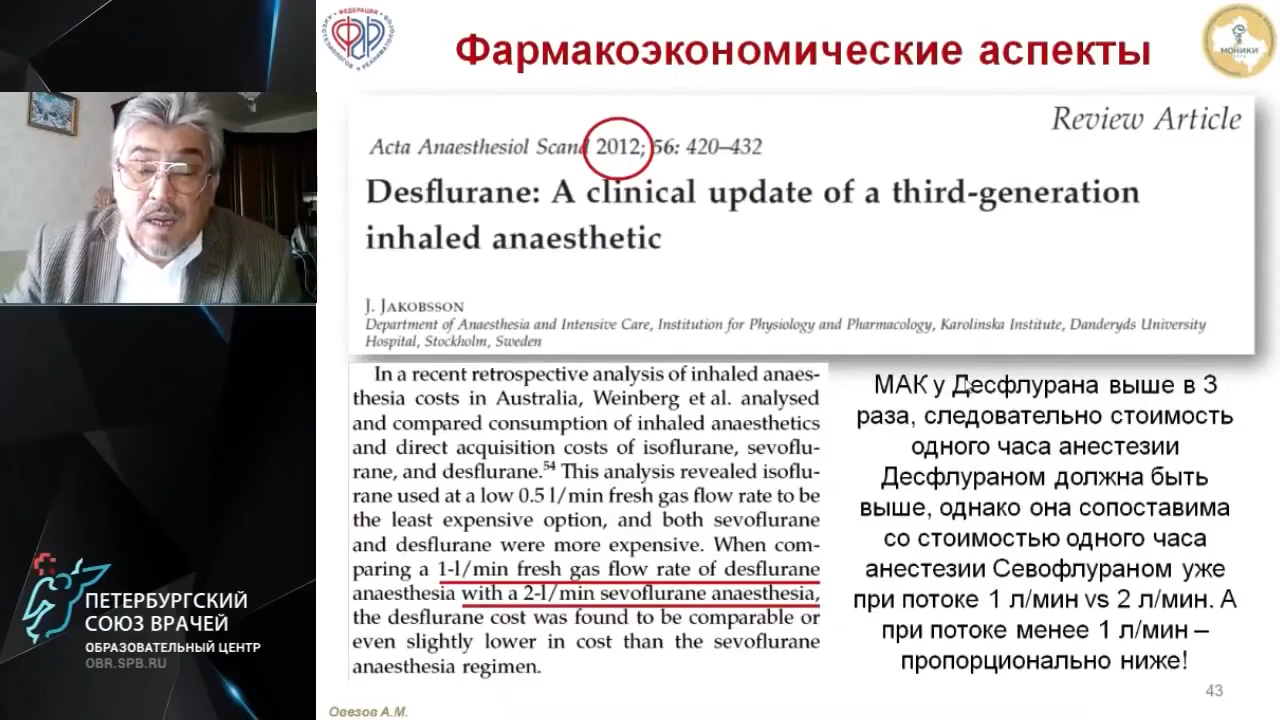 Фармакоэкономические аспекты
МОНИКИ
Review Article
Acta Anaesthesiol Scand 2012; 56: 420–432
Desflurane: A clinical update of a third-generation
inhaled anaesthetic
J. JAKOBSSON
Department of Anaesthesia and Intensive Care, Institution for Physiology and Pharmacology, Karolinska Institute, Danderyds University
Hospital, Stockholm, Sweden
In a recent retrospective analysis of inhaled anaes-
thesia costs in Australia, Weinberg et al. analysed
and compared consumption of inhaled anaesthetics
and direct acquisition costs of isoflurane, sevoflu-
rane, and desflurane.54 This analysis revealed isoflu-
rane used at a low 0.5 l/min fresh gas flow rate to be
the least expensive option, and both sevoflurane
and desflurane were more expensive. When com-
paring a 1-l/min fresh gas flow rate of desflurane
anaesthesia with a 2-l/min sevoflurane anaesthesia,
the desflurane cost was found to be comparable or
even slightly lower in cost than the sevoflurane
anaesthesia regimen.
МАК у Десфлурана выше в 3
раза, следовательно стоимость
одного часа анестезии
Десфлураном должна быть
выше, однако она сопоставима
со стоимостью одного часа
анестезии Севофлураном уже
при потоке 1 л/мин vs 2 л/мин. А
при потоке менее 1 л/мин –
пропорционально ниже!
43
Овезов А.М.
ПЕТЕРБУРГСКИЙ
СОЮЗ ВРАЧЕЙ
ОБРАЗОВАТЕЛЬНЫЙ ЦЕНТР
OBR.SPB.RU